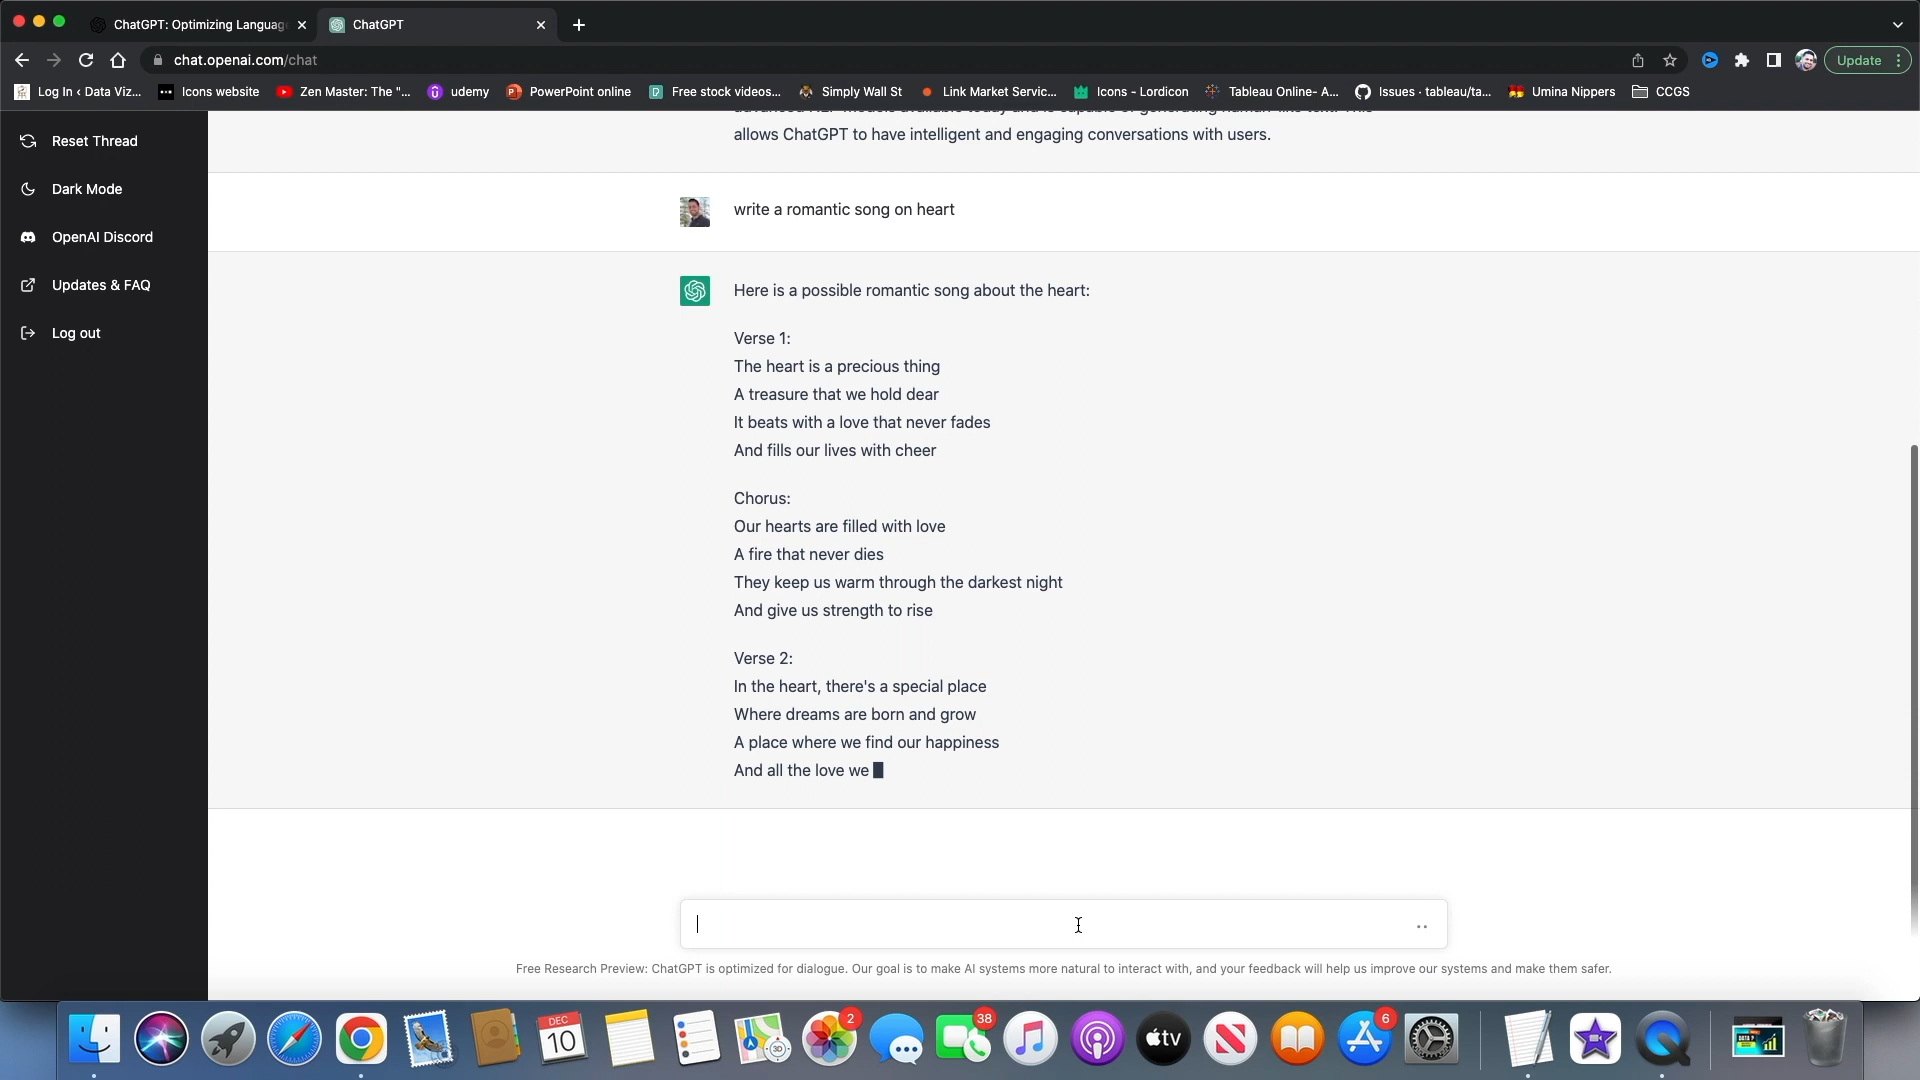 ChatGPT: Optimizing Languag
ChatGPT
chat.openai.com/chat
Update
Log In ‹ Data Viz...
Icons website
Zen Master: The "...
udemy
PowerPoint online
Free stock videos...
Simply Wall St
Link Market Servic...
Icons - Lordicon
Tableau Online- A...
Issues · tableau/ta...
Umina Nippers
CCGS
Reset Thread
Dark Mode
OpenAI Discord
Updates & FAQ
Log out
allows ChatGPT to have intelligent and engaging conversations with users.
write a romantic song on heart
Here is a possible romantic song about the heart:
Verse 1:
The heart is a precious thing
A treasure that we hold dear
It beats with a love that never fades
And fills our lives with cheer
Chorus:
Our hearts are filled with love
A fire that never dies
They keep us warm through the darkest night
And give us strength to rise
Verse 2:
In the heart, there's a special place
Where dreams are born and grow
A place where we find our happiness
And all the love we
Free Research Preview: ChatGPT is optimized for dialogue. Our goal is to make AI systems more natural to interact with, and your feedback will help us improve our systems and make them safer.
DEC
10
3D
2
38
tv
6